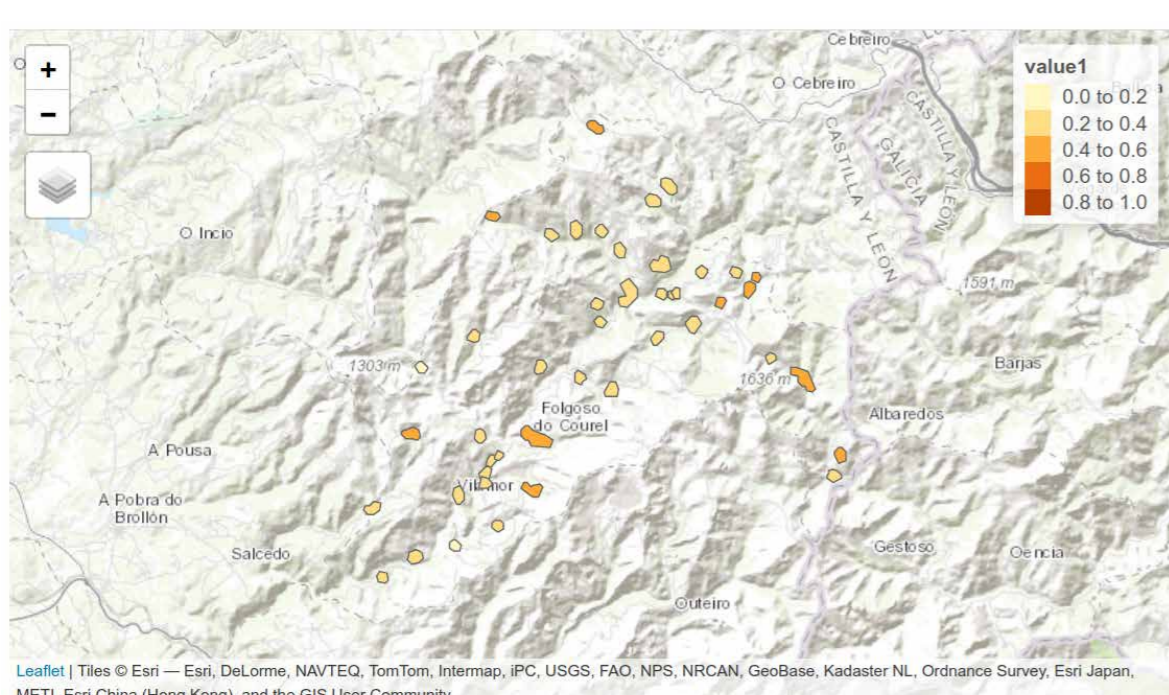 Cebreiro
+
O Cebreiro
value1
0.0 to 0.2
0.2 to 0.4
0.4 to 0.6
0.6 to 0.8
0.8 to 1.0
−
CASTILLA Y LEÓN
GALICIA
CASTILLA Y LEÓN
O Incio
1591 m
1303 m
1636 m
Barjas
Folgoso
do Courel
Albaredos
A Pousa
Vilamor
A Pobra do
Brollón
Salcedo
Gestoso
Oencia
Outeiro
Leaflet | Tiles © Esri — Esri, DeLorme, NAVTEQ, TomTom, Intermap, iPC, USGS, FAO, NPS, NRCAN, GeoBase, Kadaster NL, Ordnance Survey, Esri Japan,
METI, Esri China (Hong Kong), and the GIS User Community